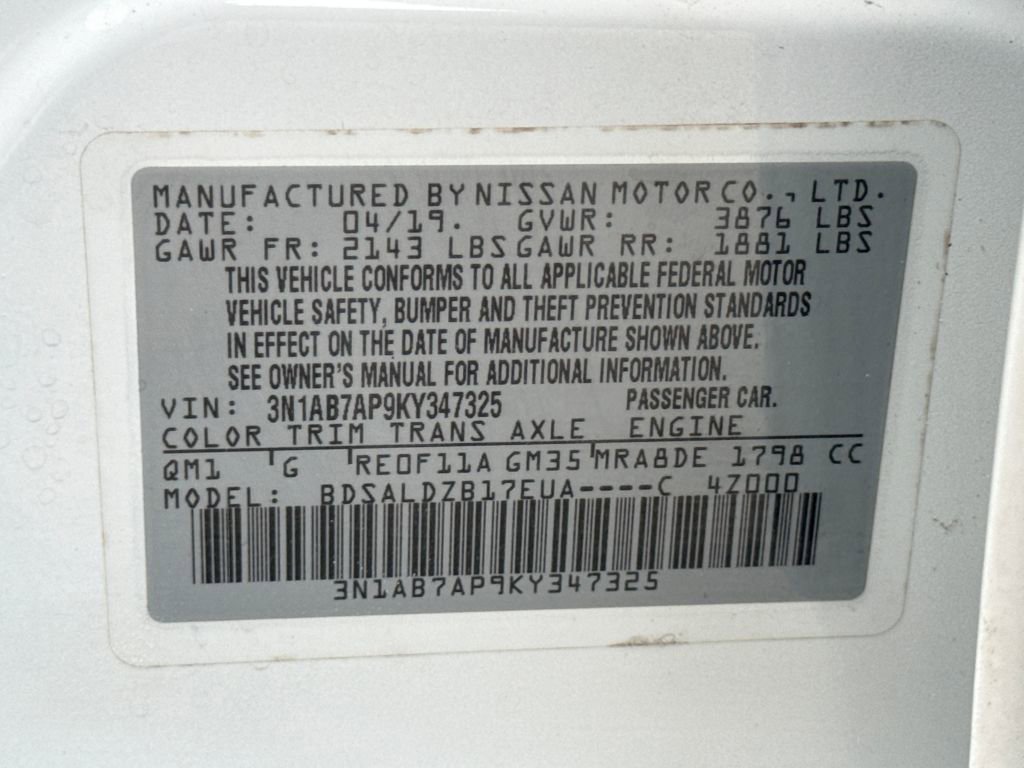 MANUFACTURED BY NISSAN MOTOR CO., LTD.
DATE: 04/19. GVWR: 3876 LBS
GAWR FR: 2143 LBS GAWR RR: 1881 LBS
THIS VEHICLE CONFORMS TO ALL APPLICABLE FEDERAL MOTOR
VEHICLE SAFETY, BUMPER AND THEFT PREVENTION STANDARDS
IN EFFECT ON THE DATE OF MANUFACTURE SHOWN ABOVE.
SEE OWNER'S MANUAL FOR ADDITIONAL INFORMATION.
VIN: 3N1AB7AP9KY347325 PASSENGER CAR.
COLOR TRIM TRANS AXLE ENGINE
QM1 G RE0F11A GM35 MRA8DE 1798 CC
MODEL: BDSALDZB17EUA----C 4Z000
3N1AB7AP9KY347325